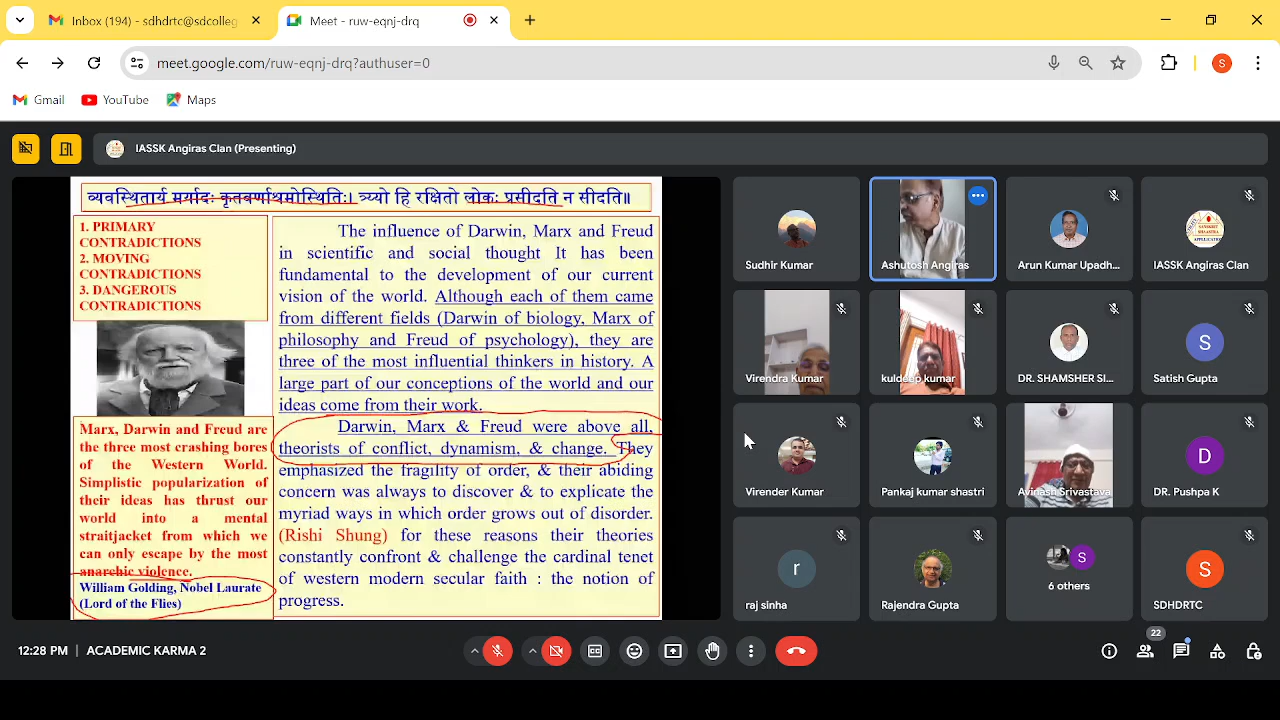 Inbox (194) - sdhdrtc@sdcolleg
Meet - ruw-eqnj-drq
meet.google.com/ruw-eqnj-drq?authuser=0
S
Gmail
YouTube
Maps
IASSK Angiras Clan (Presenting)
व्यवस्थितार्य मर्यादः कृतवर्णाश्रमोस्थितिः। त्र्य्यो हि रक्षितो लोकः प्रसीदति न सीदति॥
1. PRIMARY
CONTRADICTIONS
2. MOVING
CONTRADICTIONS
3. DANGEROUS
CONTRADICTIONS
Marx, Darwin and Freud are
the three most crashing bores
of the Western World.
Simplistic popularization of
their ideas has thrust our
world into a mental
straitjacket from which we
can only escape by the most
anarchic violence.
William Golding, Nobel Laurate
(Lord of the Flies)
The influence of Darwin, Marx and Freud
in scientific and social thought It has been
fundamental to the development of our current
vision of the world. Although each of them came
from different fields (Darwin of biology, Marx of
philosophy and Freud of psychology), they are
three of the most influential thinkers in history. A
large part of our conceptions of the world and our
ideas come from their work.
Darwin, Marx & Freud were above all,
theorists of conflict, dynamism, & change. They
emphasized the fragility of order, & their abiding
concern was always to discover & to explicate the
myriad ways in which order grows out of disorder.
(Rishi Shung) for these reasons their theories
constantly confront & challenge the cardinal tenet
of western modern secular faith : the notion of
progress.
Sudhir Kumar
Ashutosh Angiras
Arun Kumar Upadh...
SANSKRIT
SHAASTRA
APPLICATION
IASSK Angiras Clan
Virendra Kumar
kuldeep kumar
DR. SHAMSHER SI...
S
Satish Gupta
Virender Kumar
Pankaj kumar shastri
Avinash Srivastava
D
DR. Pushpa K
r
raj sinha
Rajendra Gupta
S
6 others
S
SDHDRTC
12:28 PM | ACADEMIC KARMA 2
22